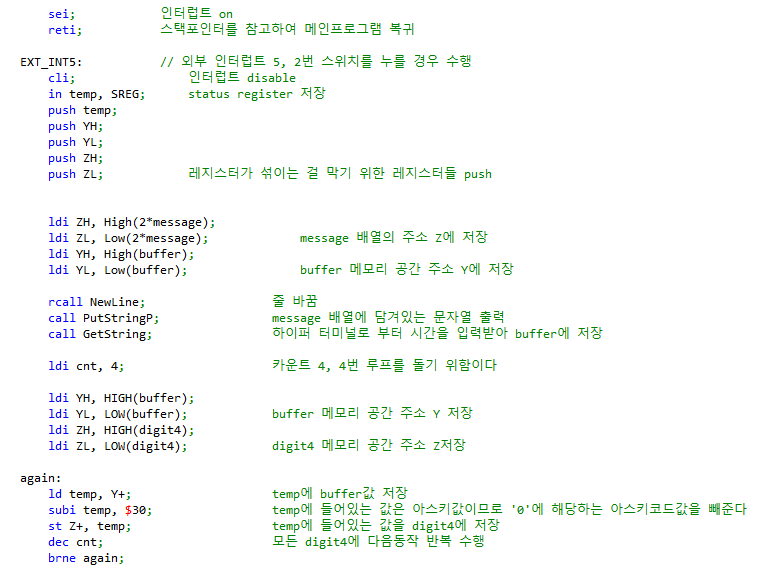 sei; 인터럽트 on
reti; 스택포인터를 참고하여 메인프로그램 복귀
EXT_INT5: // 외부 인터럽트 5, 2번 스위치를 누를 경우 수행
cli; 인터럽트 disable
in temp, SREG; status register 저장
push temp;
push YH;
push YL;
push ZH;
push ZL; 레지스터가 섞이는 걸 막기 위한 레지스터들 push
ldi ZH, High(2*message);
ldi ZL, Low(2*message); message 배열의 주소 Z에 저장
ldi YH, High(buffer);
ldi YL, Low(buffer); buffer 메모리 공간 주소 Y에 저장
rcall NewLine; 줄 바꿈
call PutStringP; message 배열에 담겨있는 문자열 출력
call GetString; 하이퍼 터미널로 부터 시간을 입력받아 buffer에 저장
ldi cnt, 4; 카운트 4, 4번 루프를 돌기 위함이다
ldi YH, HIGH(buffer);
ldi YL, LOW(buffer); buffer 메모리 공간 주소 Y 저장
ldi ZH, HIGH(digit4);
ldi ZL, LOW(digit4); digit4 메모리 공간 주소 Z저장
again:
ld temp, Y+; temp에 buffer값 저장
subi temp, $30; temp에 들어있는 값은 아스키값이므로 '0'에 해당하는 아스키코드값을 빼준다
st Z+, temp; temp에 들어있는 값을 digit4에 저장
dec cnt; 모든 digit4에 다음동작 반복 수행
brne again;